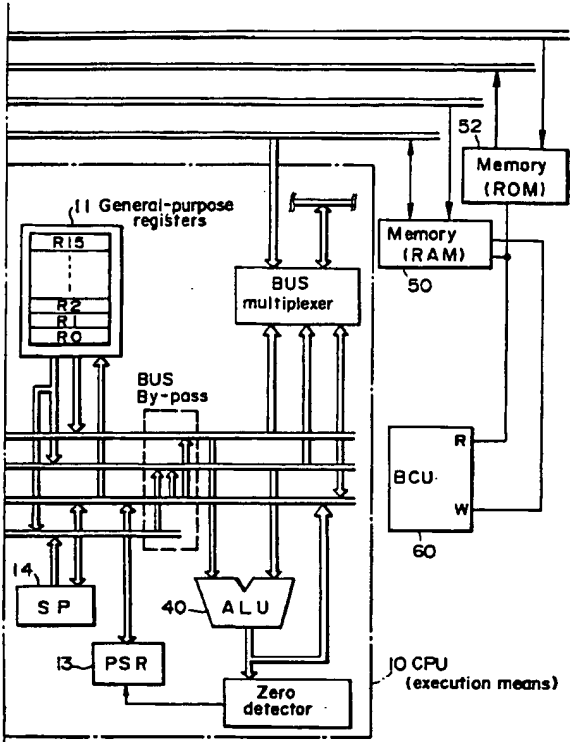 52
Memory
(ROM)
11 General-purpose
registers
R15
R2
R1
R0
Memory
(RAM)
50
BUS
multiplexer
BUS
By-pass
R
BCU
W
60
14
SP
40
ALU
13
PSR
10 CPU
(execution means)
Zero
detector